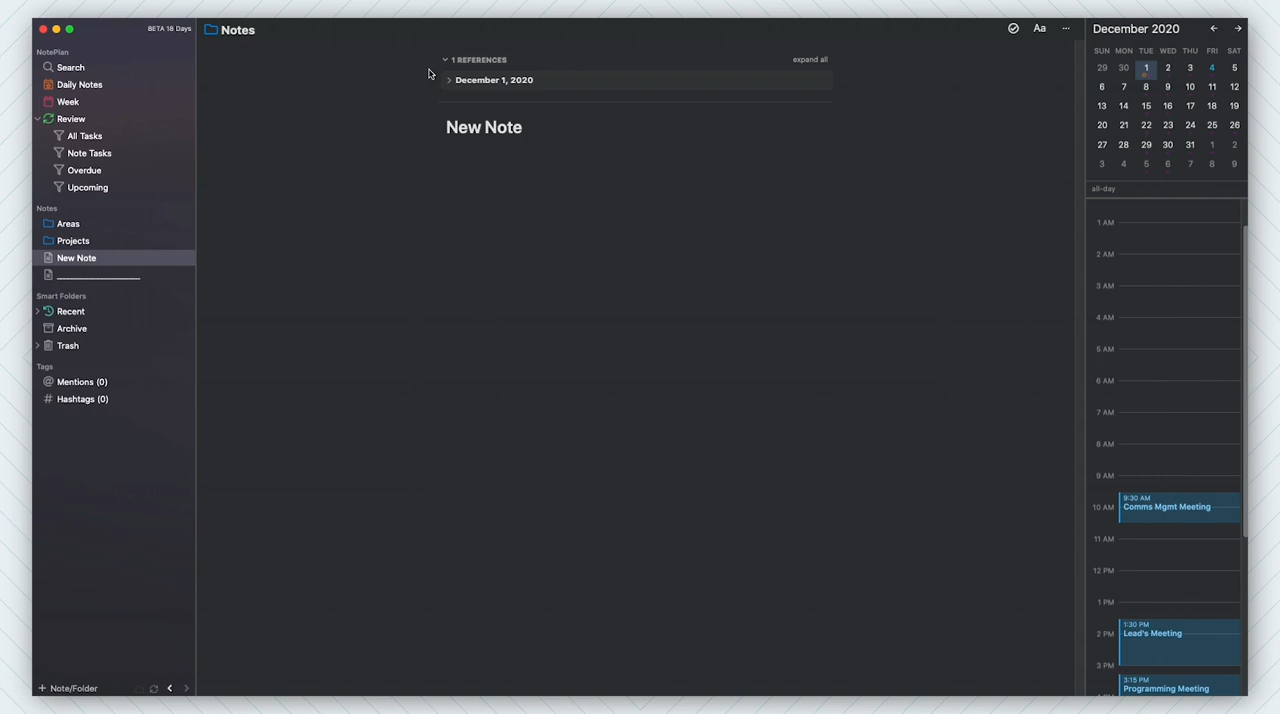 BETA 18 Days
NotePlan
Search
Daily Notes
Week
Review
All Tasks
Note Tasks
Overdue
Upcoming
Notes
Areas
Projects
New Note
Smart Folders
Recent
Archive
Trash
Tags
@ Mentions (0)
# Hashtags (0)
+ Note/Folder
Notes
Aa
1 REFERENCES
expand all
December 1, 2020
New Note
December 2020
SUN MON TUE WED THU FRI SAT
29 30 1 2 3 4 5
6 7 8 9 10 11 12
13 14 15 16 17 18 19
20 21 22 23 24 25 26
27 28 29 30 31 1 2
3 4 5 6 7 8 9
all-day
1 AM
2 AM
3 AM
4 AM
5 AM
6 AM
7 AM
8 AM
9 AM
9:30 AM
10 AM Comms Mgmt Meeting
11 AM
12 PM
1 PM
1:30 PM
2 PM Lead's Meeting
3 PM
3:15 PM
Programming Meeting